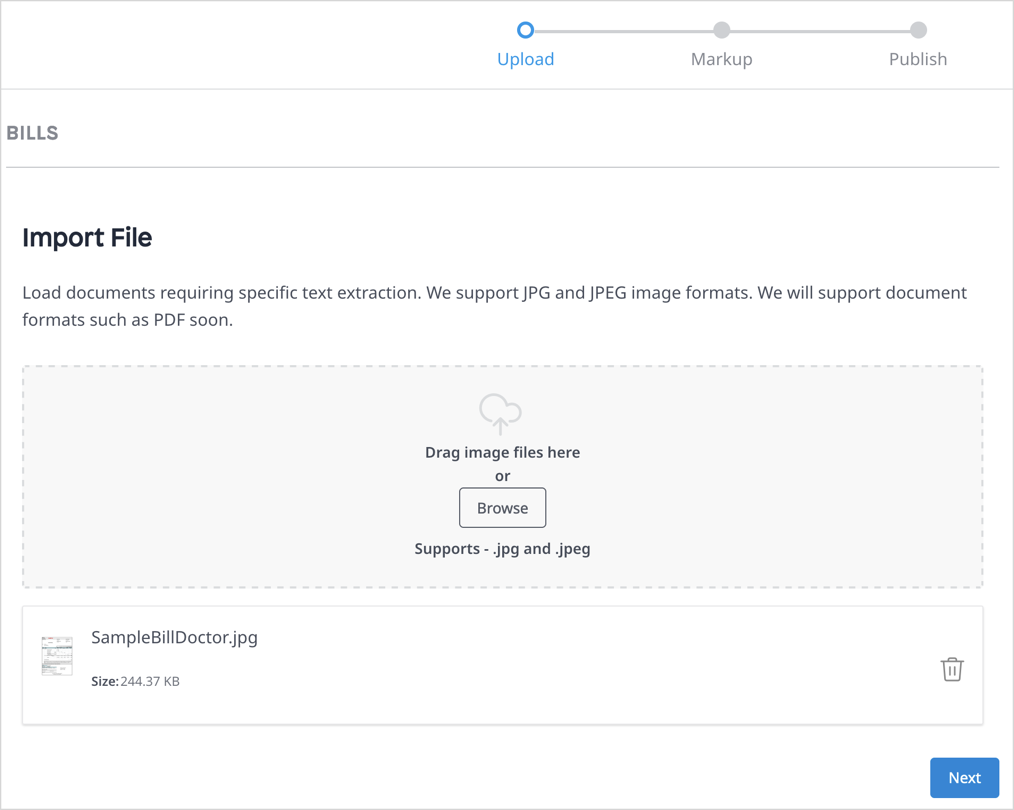 Upload
Markup
Publish
BILLS
Import File
Load documents requiring specific text extraction. We support JPG and JPEG image formats. We will support document
formats such as PDF soon.
Drag image files here
or
Browse
Supports - .jpg and .jpeg
SampleBillDoctor.jpg
Size: 244.37 KB
Next